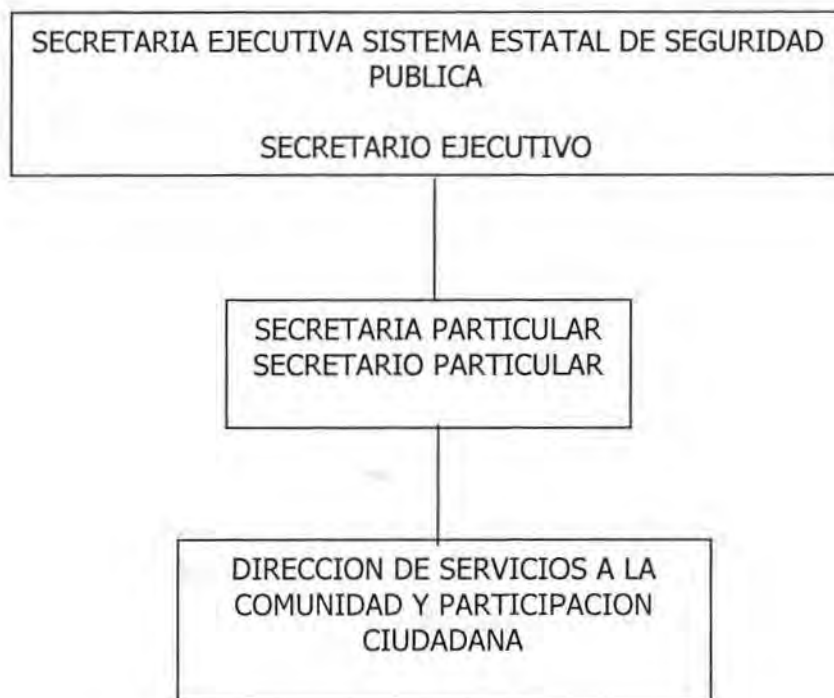 SECRETARIA EJECUTIVA SISTEMA ESTATAL DE SEGURIDAD
PUBLICA
SECRETARIO EJECUTIVO
SECRETARIA PARTICULAR
SECRETARIO PARTICULAR
DIRECCION DE SERVICIOS A LA
COMUNIDAD Y PARTICIPACION
CIUDADANA